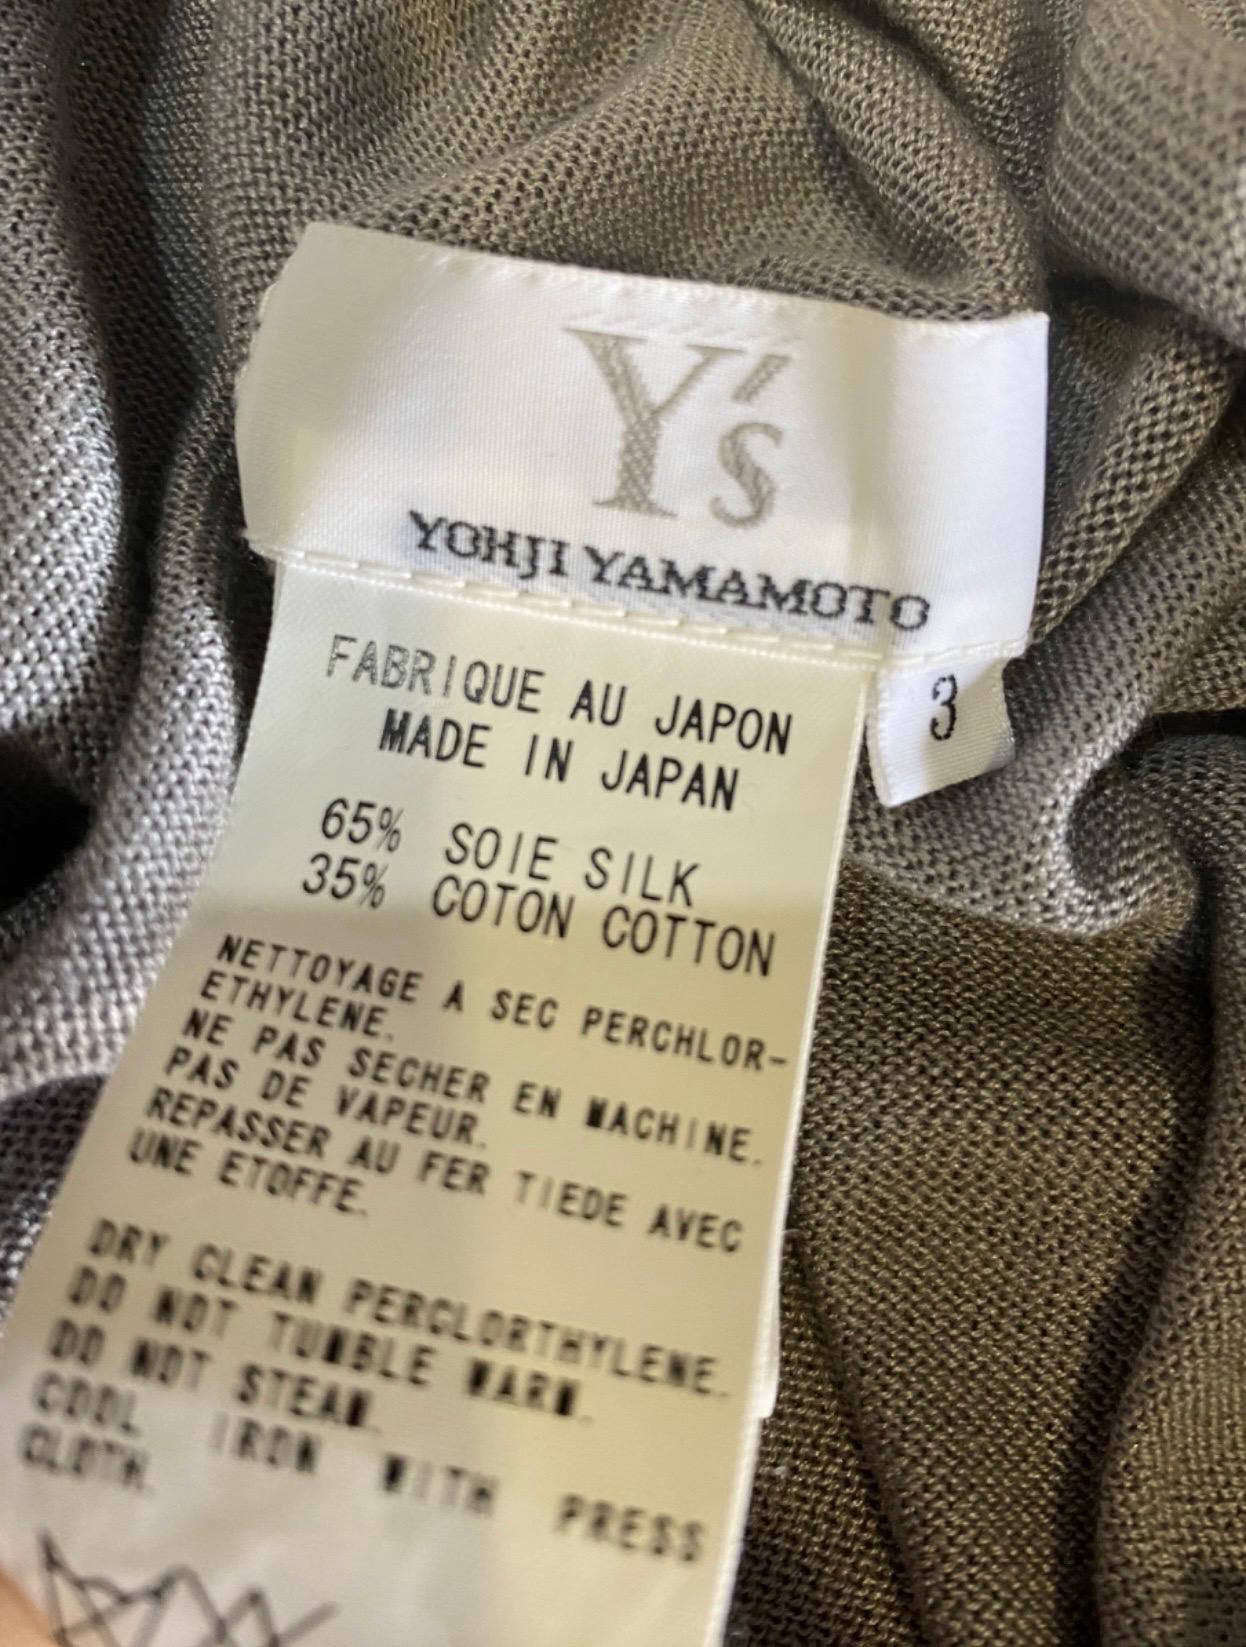 Y's
YOHJI YAMAMOTO
3
FABRIQUE AU JAPON
MADE IN JAPAN
65% SOIE SILK
35% COTON COTTON
NETTOYAGE A SEC PERCHLOR-
ETHYLENE.
NE PAS SECHER EN MACHINE.
PAS DE VAPEUR.
REPASSER AU FER TIEDE AVEC
UNE ETOFFE.
DRY CLEAN PERCLORTHYLENE.
DO NOT TUMBLE WARM.
DO NOT STEAM.
COOL IRON WITH PRESS
CLOTH.